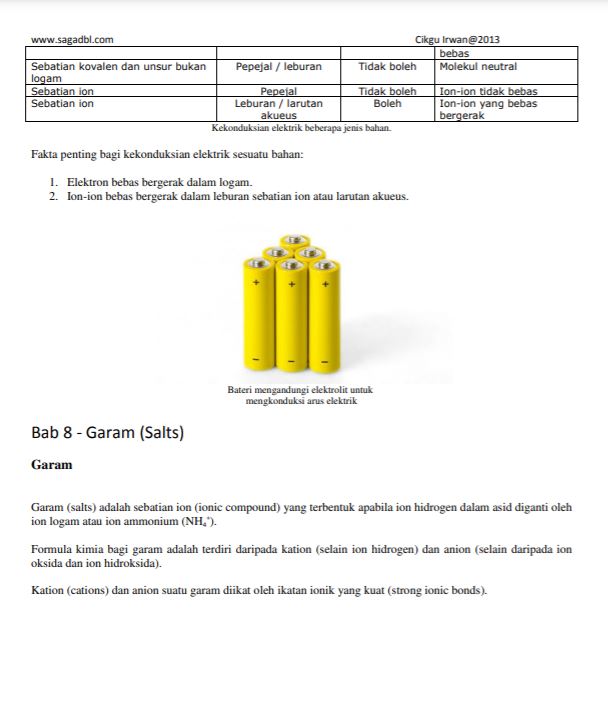 www.sagadbl.com Cikgu Irwan@2013
bebas
Sebatian kovalen dan unsur bukan logam Pepejal / leburan Tidak boleh Molekul neutral
Sebatian ion Pepejal Tidak boleh Ion-ion tidak bebas
Sebatian ion Leburan / larutan akueus Boleh Ion-ion yang bebas bergerak
Kekonduksian elektrik beberapa jenis bahan.
Fakta penting bagi kekonduksian elektrik sesuatu bahan:
1. Elektron bebas bergerak dalam logam.
2. Ion-ion bebas bergerak dalam leburan sebatian ion atau larutan akueus.
+ + +
– – –
Bateri mengandungi elektrolit untuk
mengkonduksi arus elektrik
Bab 8 - Garam (Salts)
Garam
Garam (salts) adalah sebatian ion (ionic compound) yang terbentuk apabila ion hidrogen dalam asid diganti oleh
ion logam atau ion ammonium (NH₄⁺).
Formula kimia bagi garam adalah terdiri daripada kation (selain ion hidrogen) dan anion (selain daripada ion
oksida dan ion hidroksida).
Kation (cations) dan anion suatu garam diikat oleh ikatan ionik yang kuat (strong ionic bonds).